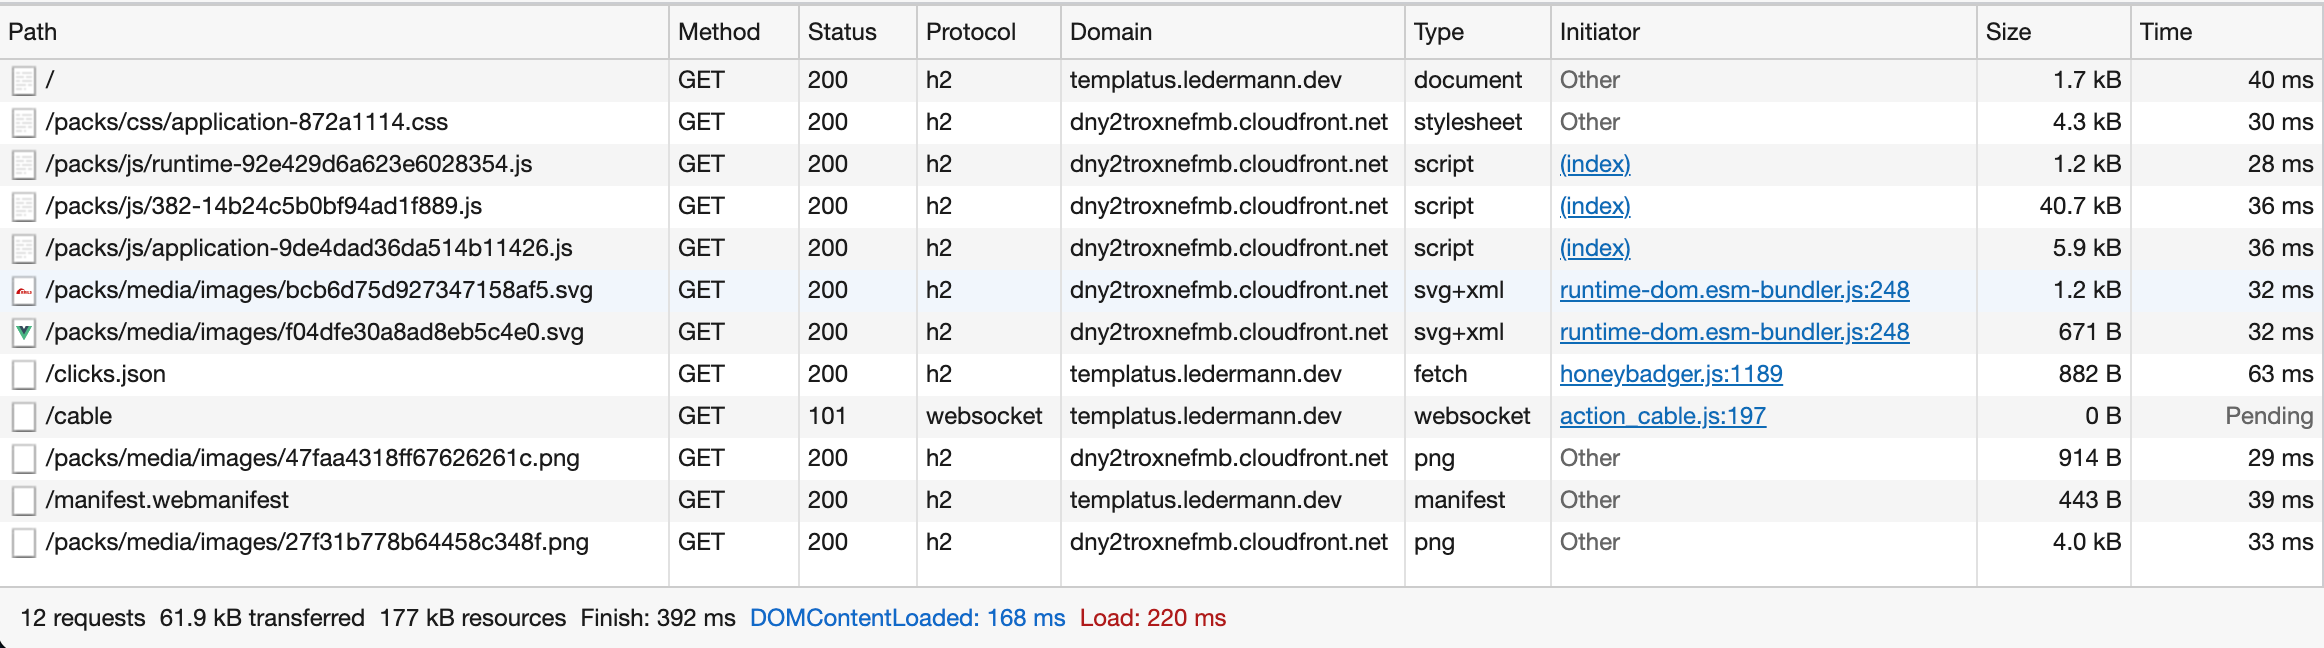 Path Method Status Protocol Domain Type Initiator Size Time
/ GET 200 h2 templatus.ledermann.dev document Other 1.7 kB 40 ms
/packs/css/application-872a1114.css GET 200 h2 dny2troxnefmb.cloudfront.net stylesheet Other 4.3 kB 30 ms
/packs/js/runtime-92e429d6a623e6028354.js GET 200 h2 dny2troxnefmb.cloudfront.net script (index) 1.2 kB 28 ms
/packs/js/382-14b24c5b0bf94ad1f889.js GET 200 h2 dny2troxnefmb.cloudfront.net script (index) 40.7 kB 36 ms
/packs/js/application-9de4dad36da514b11426.js GET 200 h2 dny2troxnefmb.cloudfront.net script (index) 5.9 kB 36 ms
/packs/media/images/bcb6d75d927347158af5.svg GET 200 h2 dny2troxnefmb.cloudfront.net svg+xml runtime-dom.esm-bundler.js:248 1.2 kB 32 ms
/packs/media/images/f04dfe30a8ad8eb5c4e0.svg GET 200 h2 dny2troxnefmb.cloudfront.net svg+xml runtime-dom.esm-bundler.js:248 671 B 32 ms
/clicks.json GET 200 h2 templatus.ledermann.dev fetch honeybadger.js:1189 882 B 63 ms
/cable GET 101 websocket templatus.ledermann.dev websocket action_cable.js:197 0 B Pending
/packs/media/images/47faa4318ff67626261c.png GET 200 h2 dny2troxnefmb.cloudfront.net png Other 914 B 29 ms
/manifest.webmanifest GET 200 h2 templatus.ledermann.dev manifest Other 443 B 39 ms
/packs/media/images/27f31b778b64458c348f.png GET 200 h2 dny2troxnefmb.cloudfront.net png Other 4.0 kB 33 ms
12 requests 61.9 kB transferred 177 kB resources Finish: 392 ms DOMContentLoaded: 168 ms Load: 220 ms